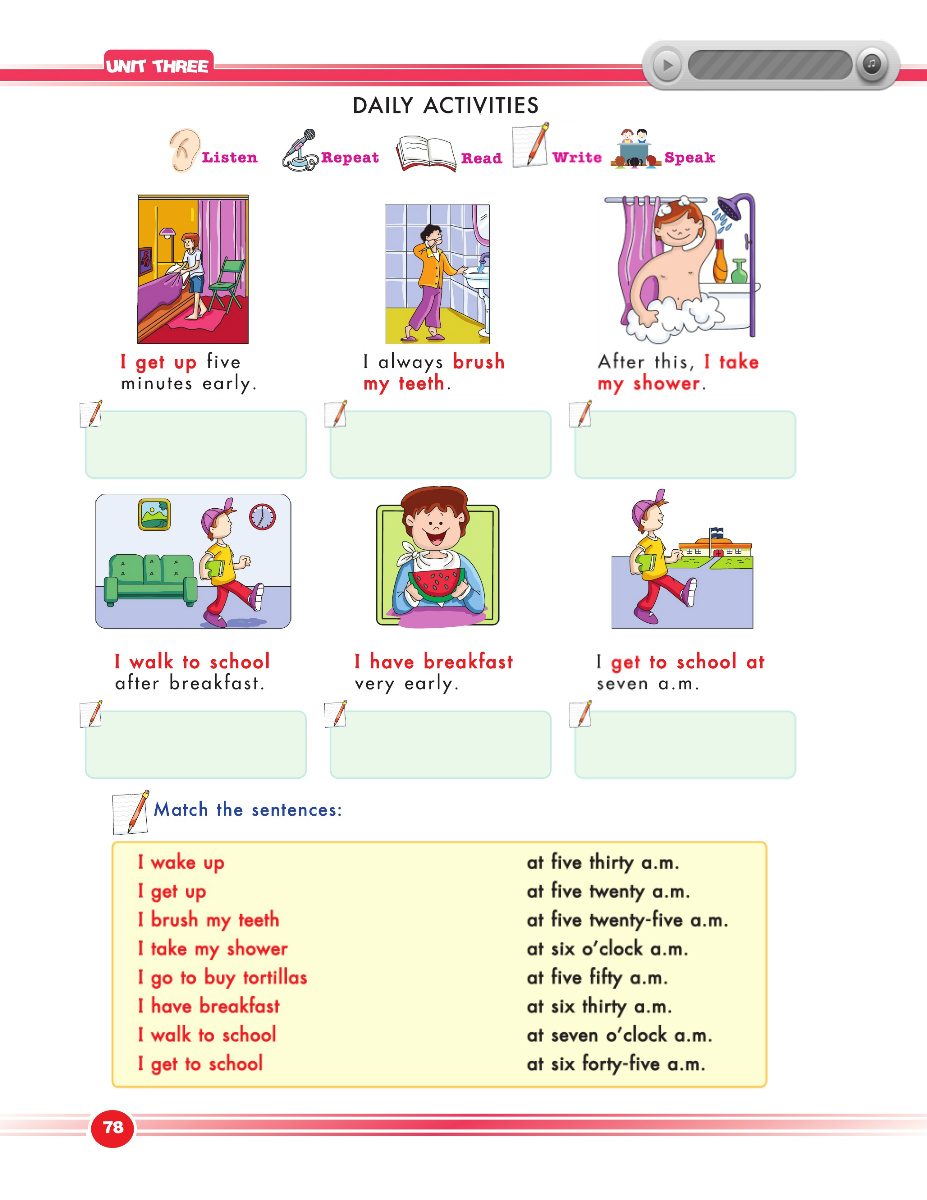 UNIT THREE
DAILY ACTIVITIES
Listen Repeat Read Write Speak
I get up five
minutes early.
I always brush
my teeth.
After this, I take
my shower.
I walk to school
after breakfast.
I have breakfast
very early.
I get to school at
seven a.m.
Match the sentences:
I wake up at five thirty a.m.
I get up at five twenty a.m.
I brush my teeth at five twenty-five a.m.
I take my shower at six o'clock a.m.
I go to buy tortillas at five fifty a.m.
I have breakfast at six thirty a.m.
I walk to school at seven o'clock a.m.
I get to school at six forty-five a.m.
78